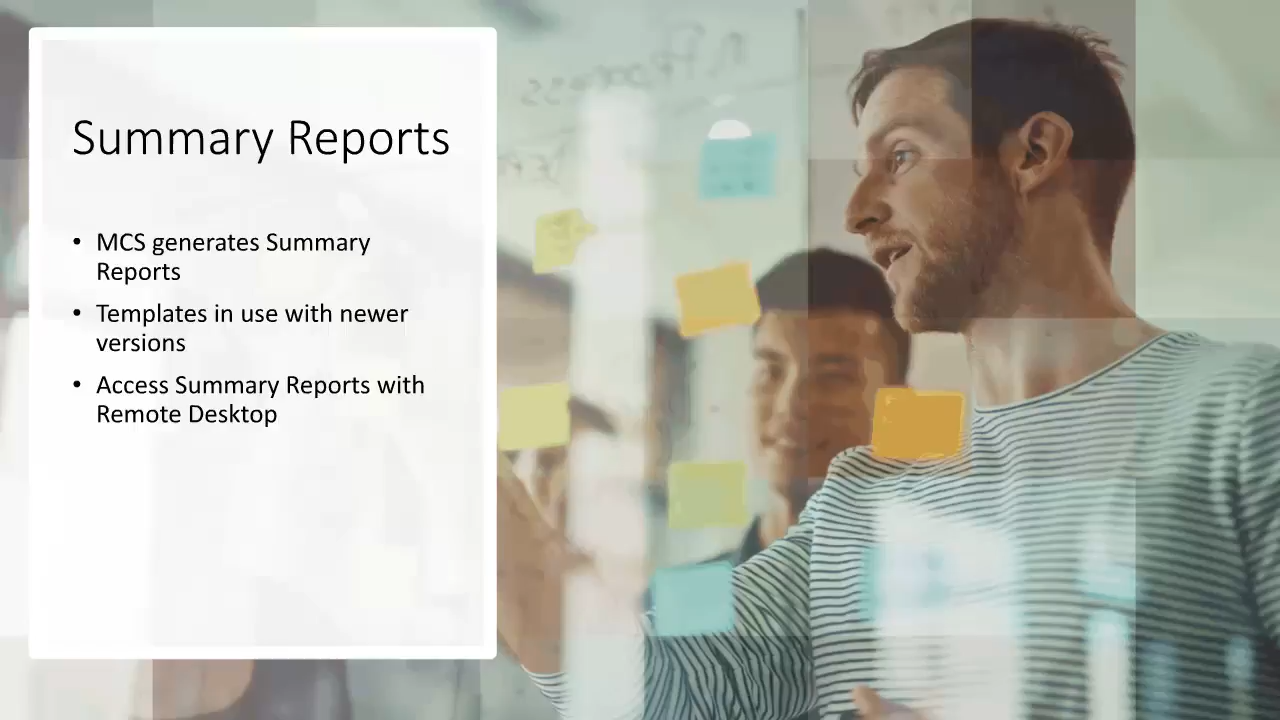 Summary Reports
• MCS generates Summary
Reports
• Templates in use with newer
versions
• Access Summary Reports with
Remote Desktop